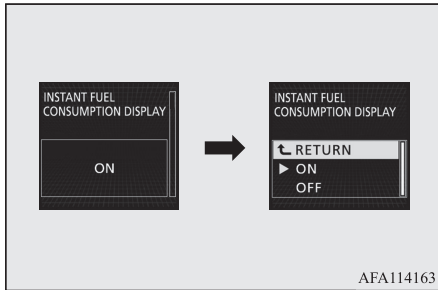 INSTANT FUEL
CONSUMPTION DISPLAY
ON
INSTANT FUEL
CONSUMPTION DISPLAY
RETURN
ON
OFF
AFA114163